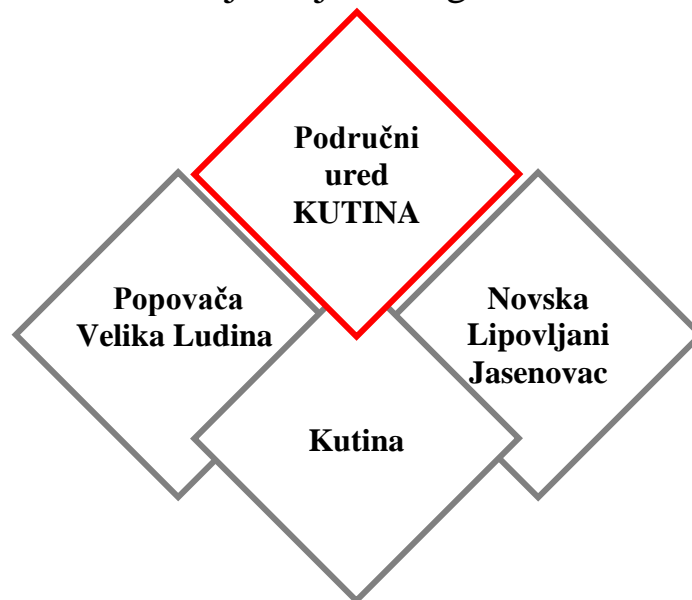 Područni
ured
KUTINA
Popovača
Velika Ludina
Novska
Lipovljani
Jasenovac
Kutina